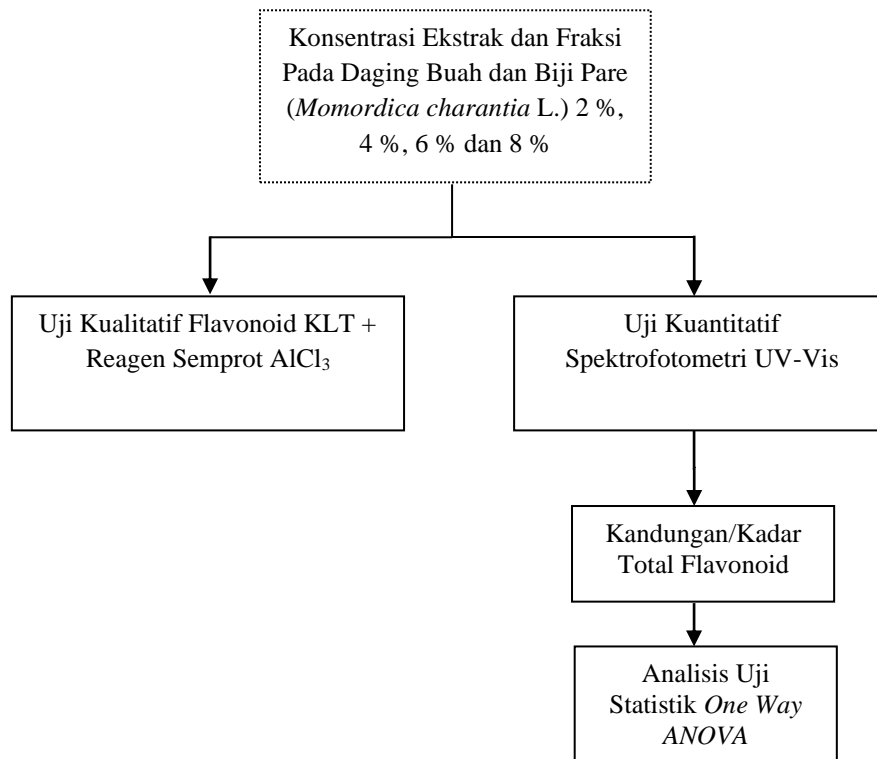 Konsentrasi Ekstrak dan Fraksi
Pada Daging Buah dan Biji Pare
(Momordica charantia L.) 2 %,
4 %, 6 % dan 8 %
Uji Kualitatif Flavonoid KLT +
Reagen Semprot AlCl₃
Uji Kuantitatif
Spektrofotometri UV-Vis
Kandungan/Kadar
Total Flavonoid
Analisis Uji
Statistik One Way
ANOVA